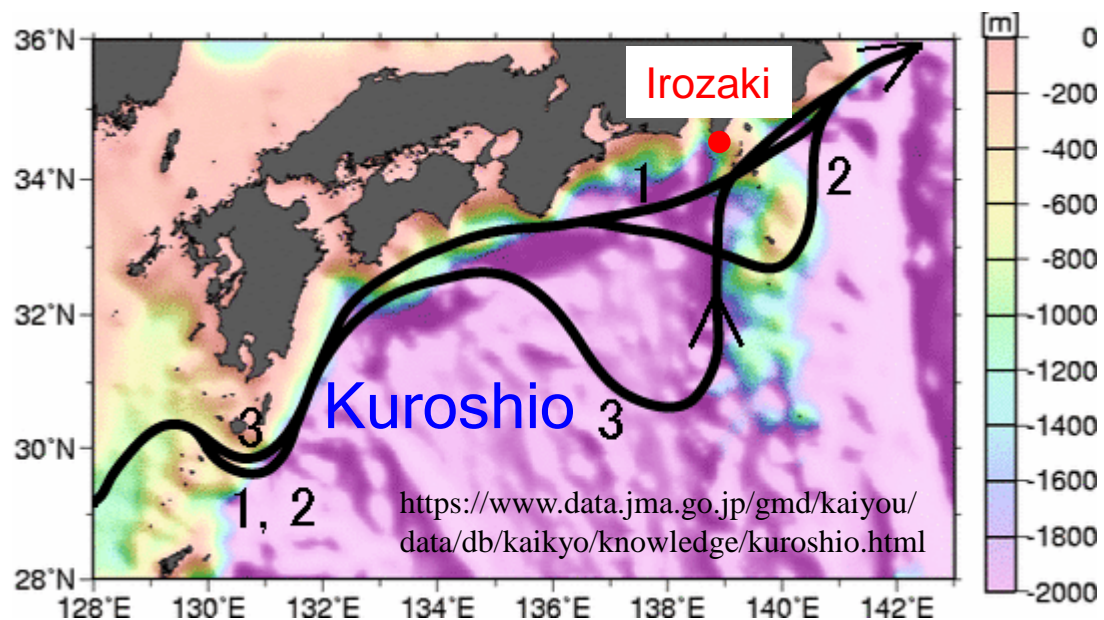 [m]
36°N
34°N
32°N
30°N
28°N
128°E 130°E 132°E 134°E 136°E 138°E 140°E 142°E
0
-200
-400
-600
-800
-1000
-1200
-1400
-1600
-1800
-2000
Irozaki
1
2
Kuroshio
3
3
1, 2
https://www.data.jma.go.jp/gmd/kaiyou/
data/db/kaikyo/knowledge/kuroshio.html